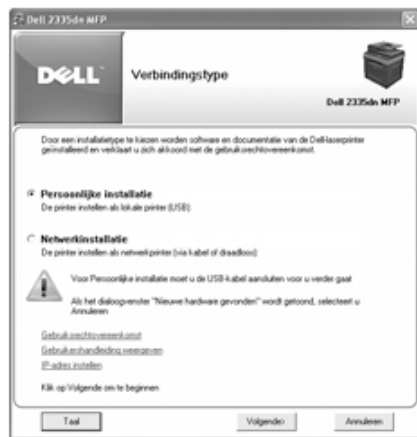 Dell 2335dn MFP
DELL
Verbindingstype
Dell 2335dn MFP
Door een installatietype te kiezen worden software en documentatie van de Dell-laserprinter
geïnstalleerd en verklaart u zich akkoord met de gebruiksrechtovereenkomst.
Persoonlijke installatie
De printer instellen als lokale printer (USB)
Netwerkinstallatie
De printer instellen als netwerkprinter (via kabel of draadloos)
Voor Persoonlijke installatie moet u de USB-kabel aansluiten voor u verder gaat
Als het dialoogvenster "Nieuwe hardware gevonden" wordt getoond, selecteert u
Annuleren
Gebruiksrechtovereenkomst
Gebruikershandleiding weergeven
IP-adres instellen
Klik op Volgende om te beginnen
Taal
Volgende>
Annuleren